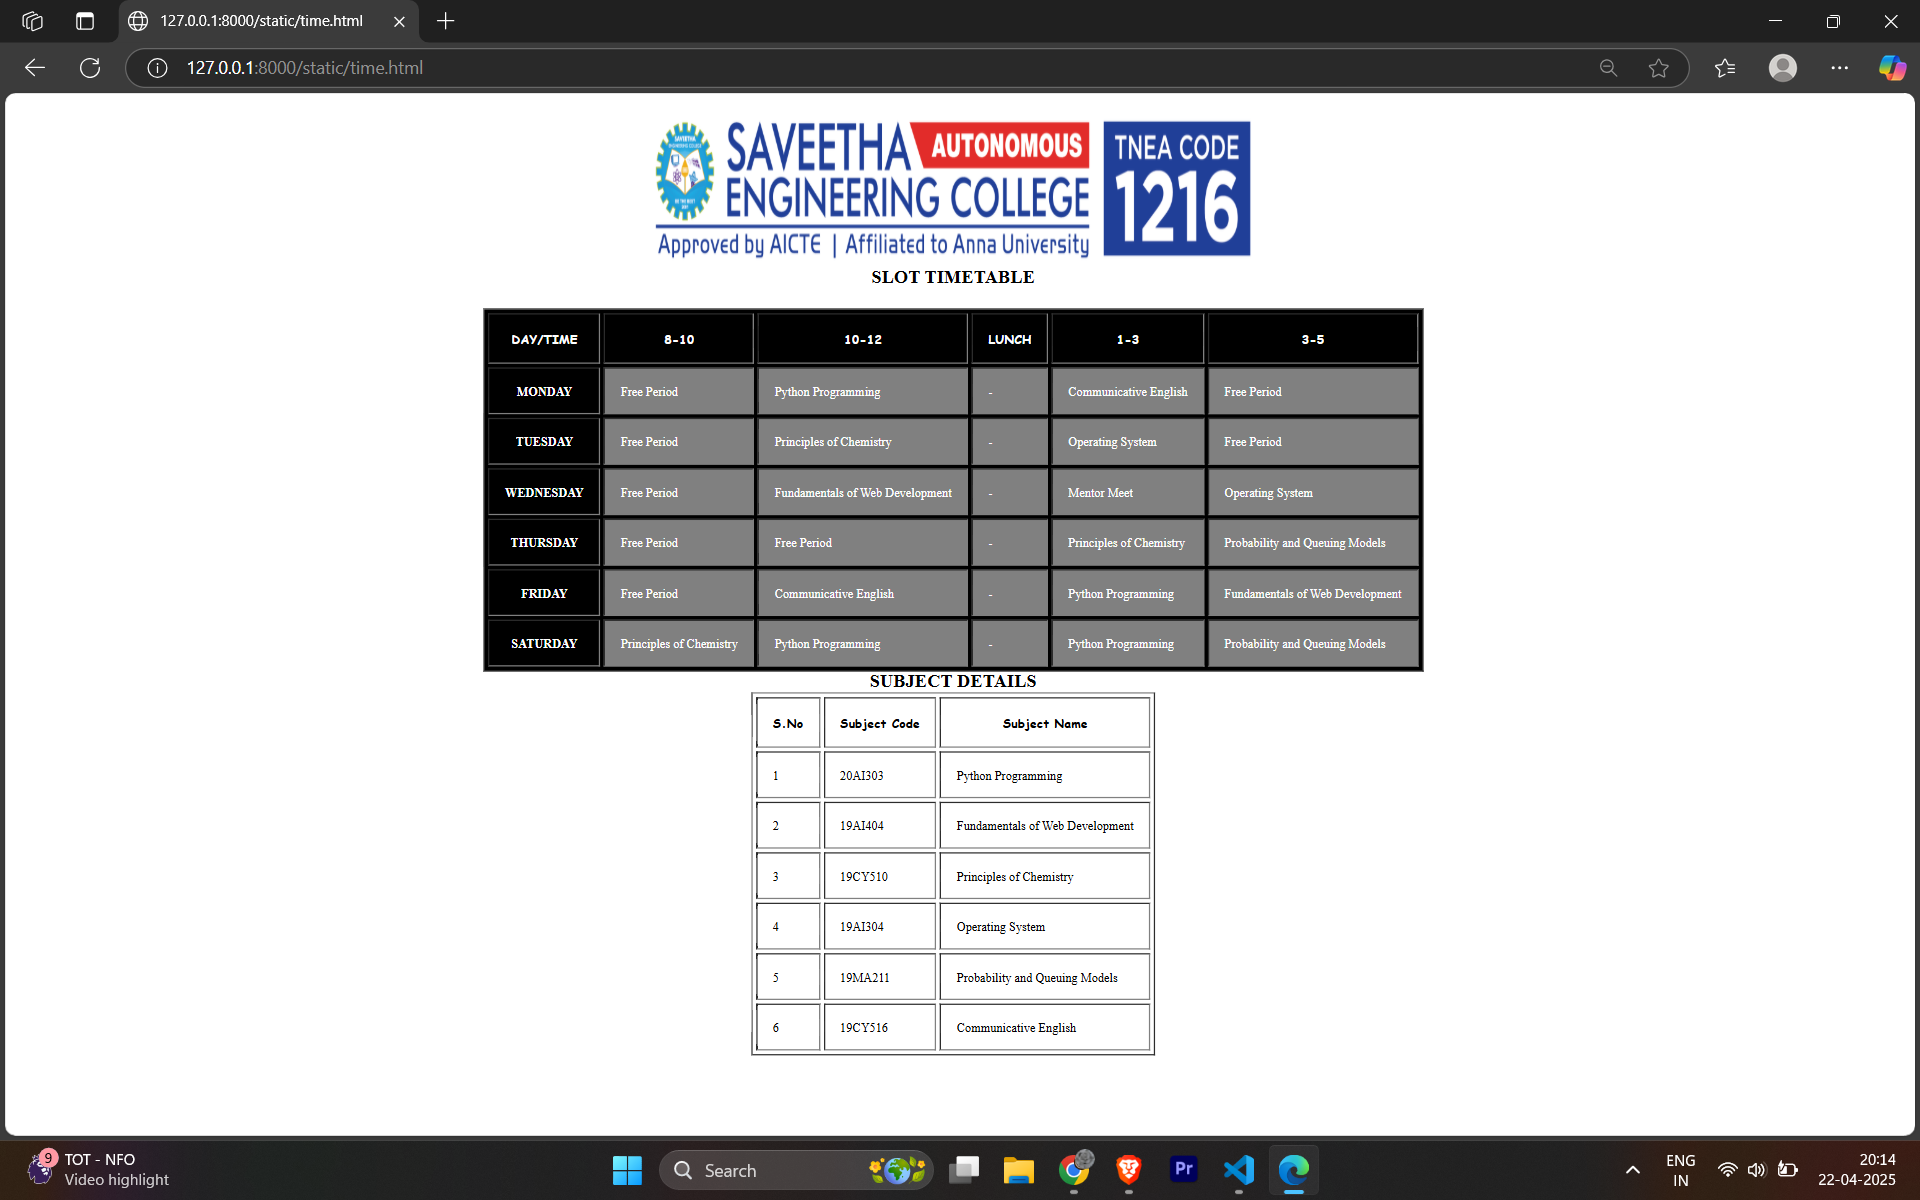 127.0.0.1:8000/static/time.html
127.0.0.1:8000/static/time.html
SAVEETHA AUTONOMOUS
ENGINEERING COLLEGE
Approved by AICTE | Affiliated to Anna University
TNEA CODE
1216
SLOT TIMETABLE
DAY/TIME 8-10 10-12 LUNCH 1-3 3-5
MONDAY Free Period Python Programming - Communicative English Free Period
TUESDAY Free Period Principles of Chemistry - Operating System Free Period
WEDNESDAY Free Period Fundamentals of Web Development - Mentor Meet Operating System
THURSDAY Free Period Free Period - Principles of Chemistry Probability and Queuing Models
FRIDAY Free Period Communicative English - Python Programming Fundamentals of Web Development
SATURDAY Principles of Chemistry Python Programming - Python Programming Probability and Queuing Models
SUBJECT DETAILS
S.No Subject Code Subject Name
1 20AI303 Python Programming
2 19AI404 Fundamentals of Web Development
3 19CY510 Principles of Chemistry
4 19AI304 Operating System
5 19MA211 Probability and Queuing Models
6 19CY516 Communicative English
9
TOT - NFO
Video highlight
Search
Pr
ENG
IN
20:14
22-04-2025